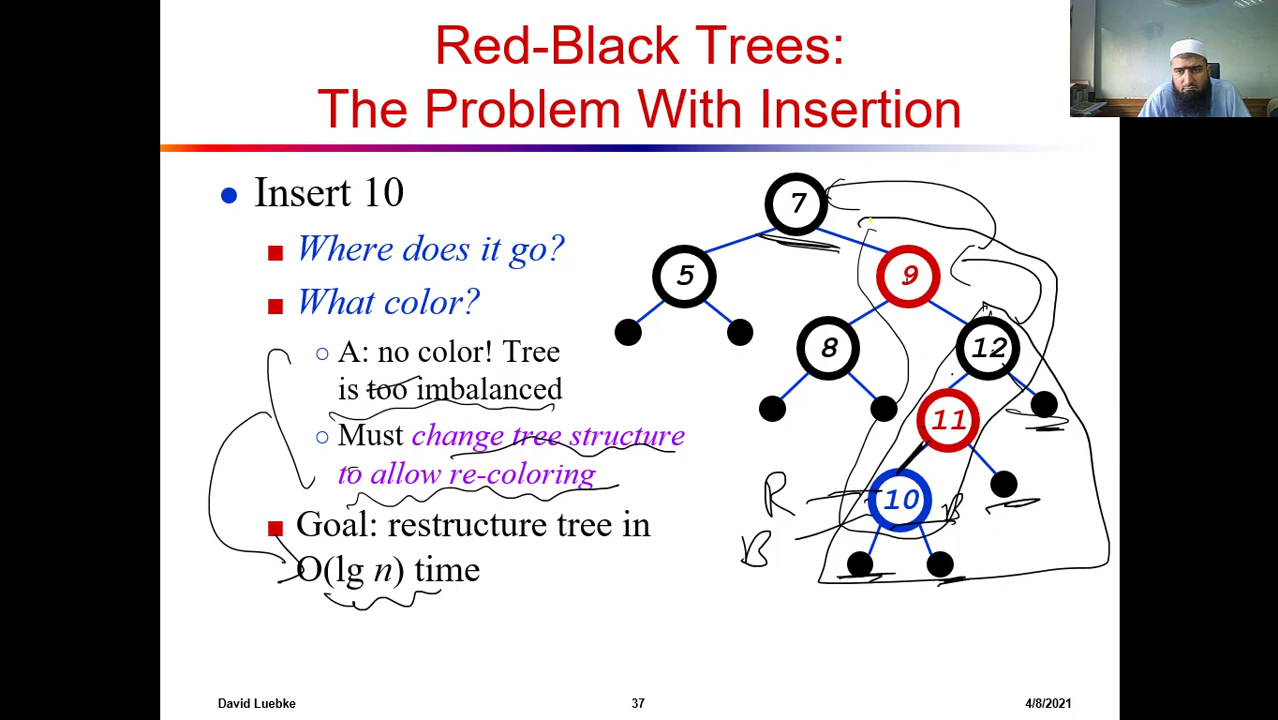 Red-Black Trees:
The Problem With Insertion
Insert 10
Where does it go?
What color?
A: no color! Tree
is too imbalanced
Must change tree structure
to allow re-coloring
Goal: restructure tree in
O(lg n) time
7
5
9
8
12
11
10
R
B
B
David Luebke
37
4/8/2021